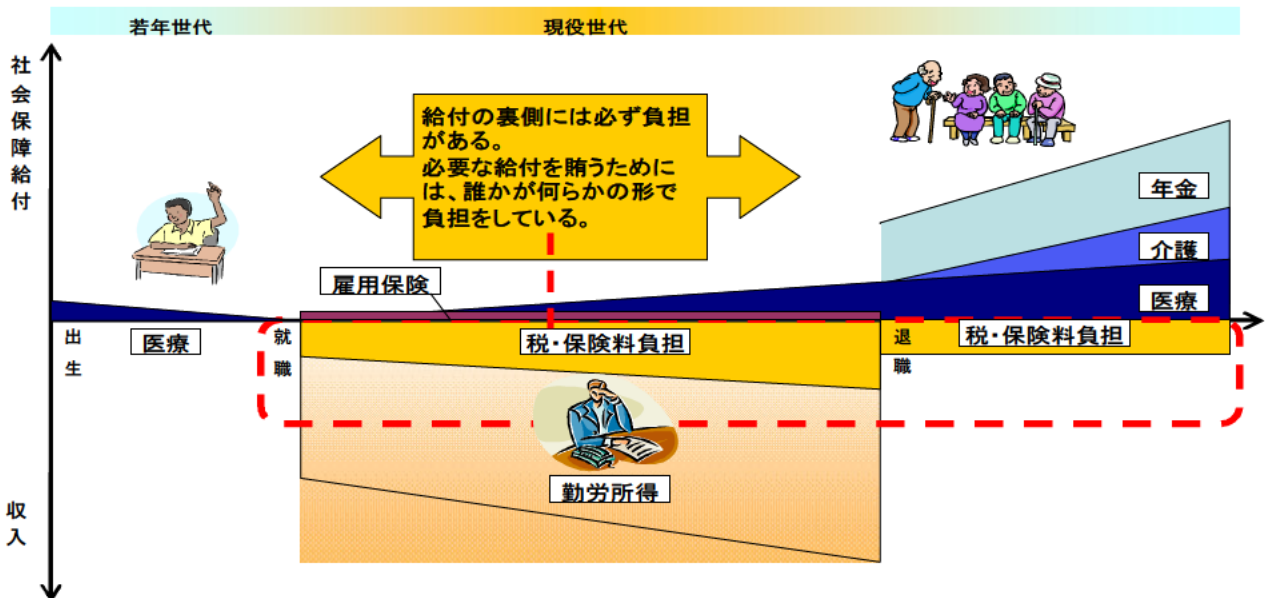 若年世代
現役世代
社会保障給付
給付の裏側には必ず負担
がある。
必要な給付を賄うために
は、誰かが何らかの形で
負担をしている。
年金
介護
医療
雇用保険
出生
医療
就職
税・保険料負担
退職
税・保険料負担
勤労所得
収入